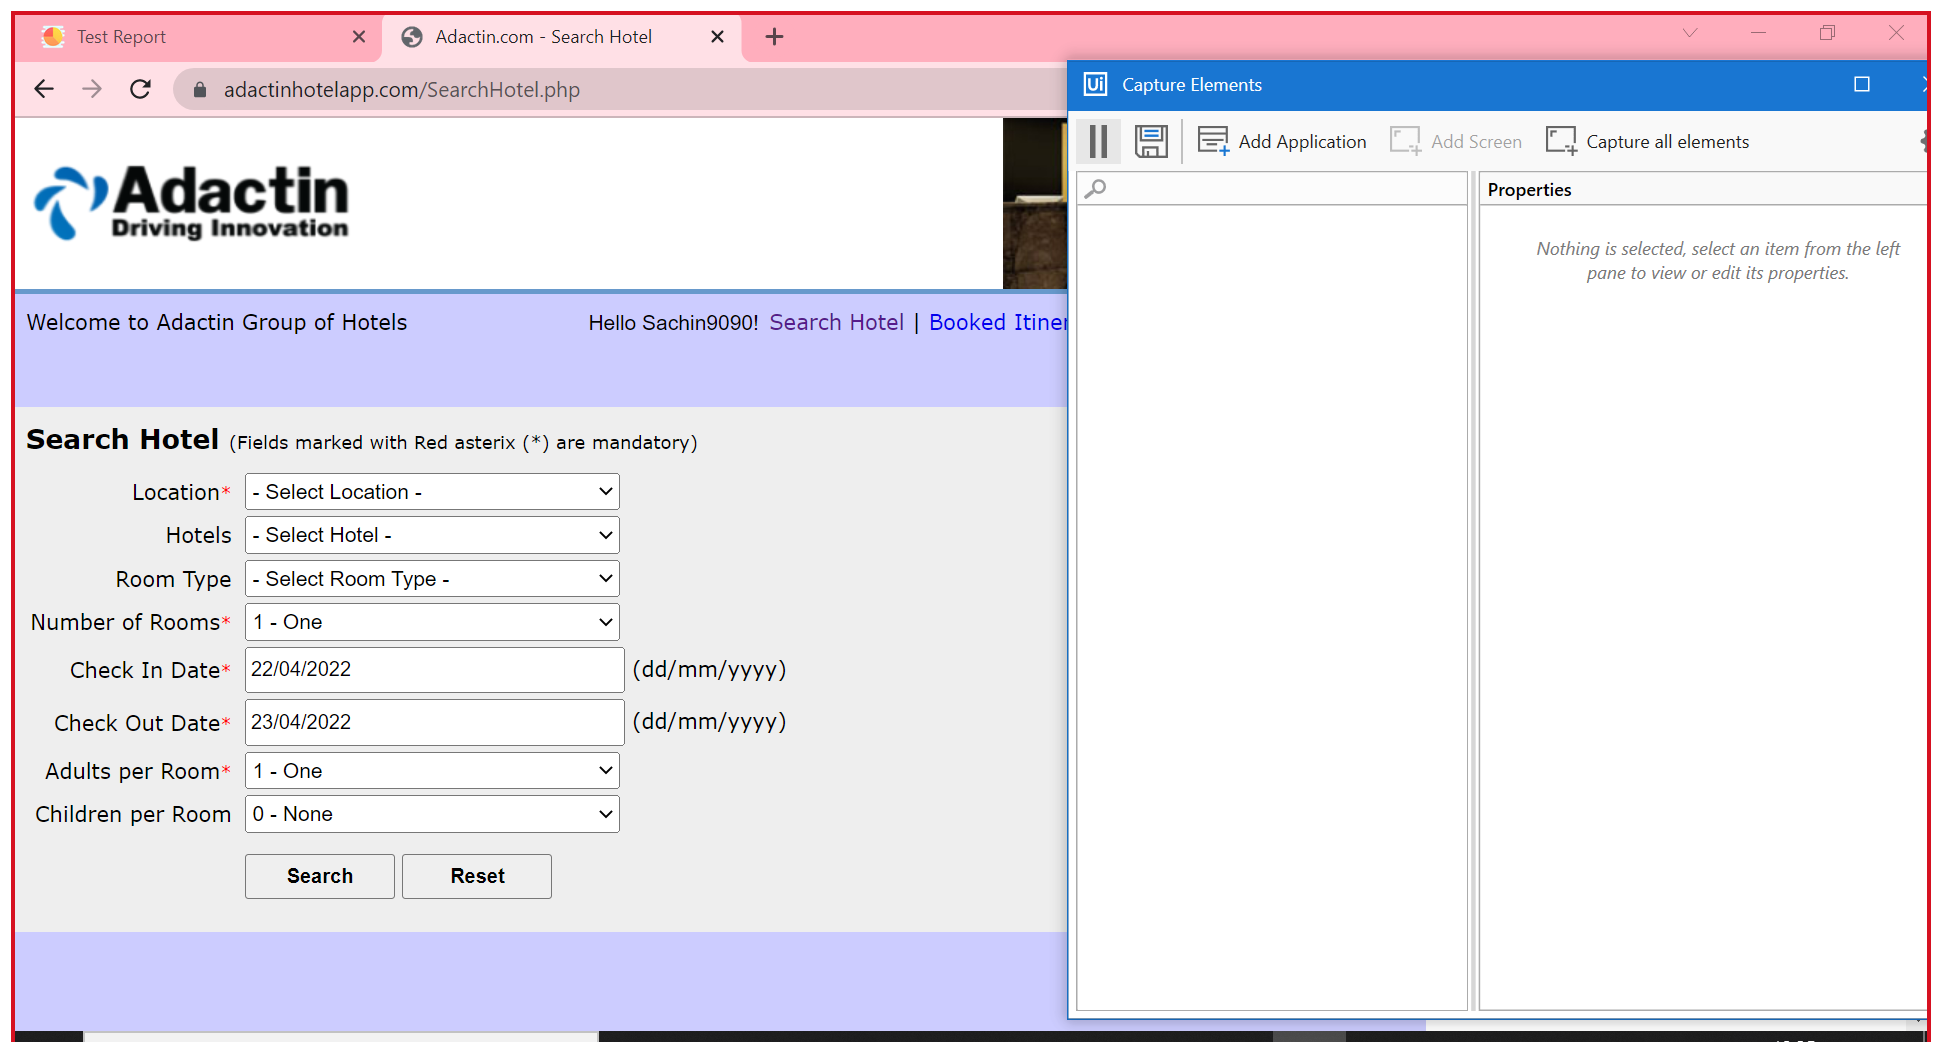 Test Report
Adactin.com - Search Hotel
adactinhotelapp.com/SearchHotel.php
Ui Capture Elements
Add Application Add Screen Capture all elements
Properties
Nothing is selected, select an item from the left
pane to view or edit its properties.
Adactin
Driving Innovation
Welcome to Adactin Group of Hotels
Hello Sachin9090! Search Hotel | Booked Itiner
Search Hotel (Fields marked with Red asterix (*) are mandatory)
Location* - Select Location -
Hotels - Select Hotel -
Room Type - Select Room Type -
Number of Rooms* 1 - One
Check In Date* 22/04/2022 (dd/mm/yyyy)
Check Out Date* 23/04/2022 (dd/mm/yyyy)
Adults per Room* 1 - One
Children per Room 0 - None
Search Reset